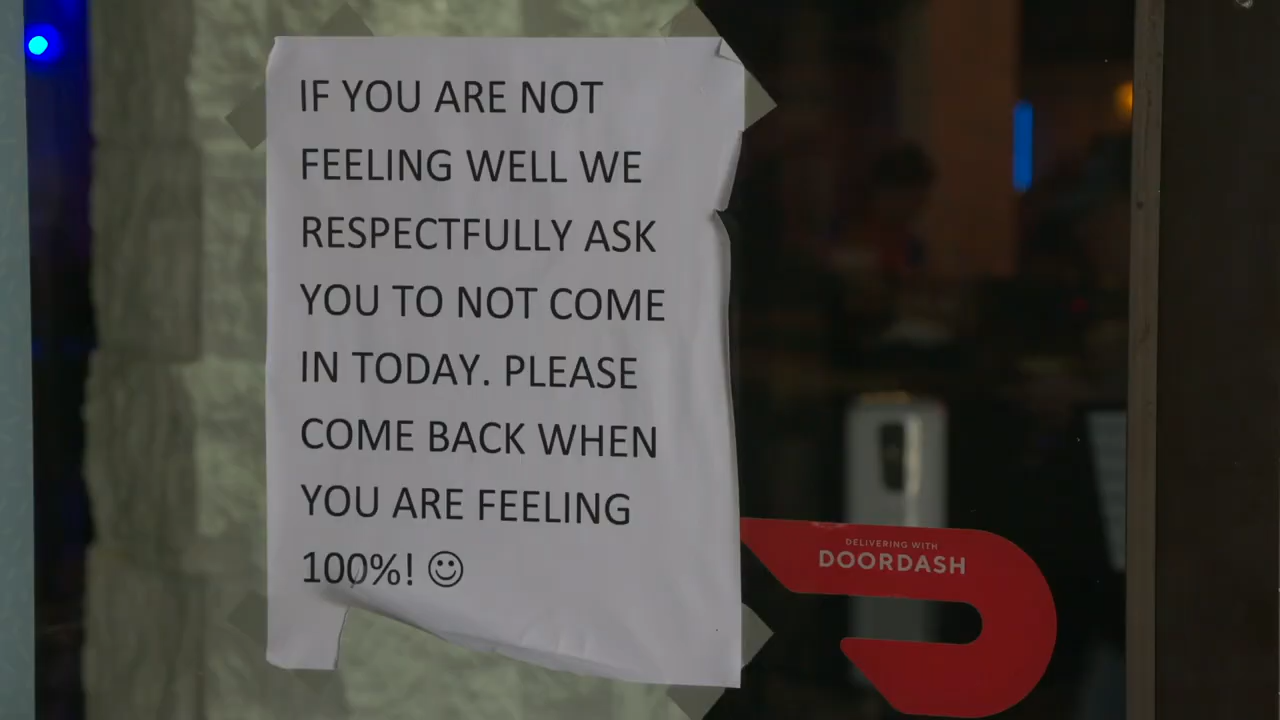 IF YOU ARE NOT
FEELING WELL WE
RESPECTFULLY ASK
YOU TO NOT COME
IN TODAY. PLEASE
COME BACK WHEN
YOU ARE FEELING
100%! ☺
DELIVERING WITH
DOORDASH